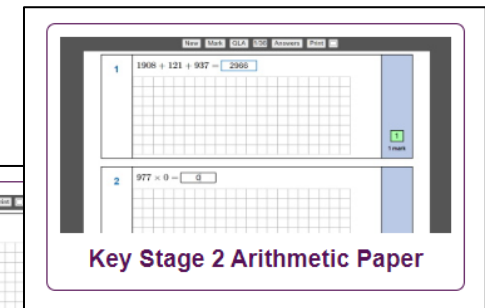 New Mark QLA 1/36 Answers Print
1 1908 + 121 + 937 = 2966
1
1 mark
2 977 × 0 = 0
Key Stage 2 Arithmetic Paper